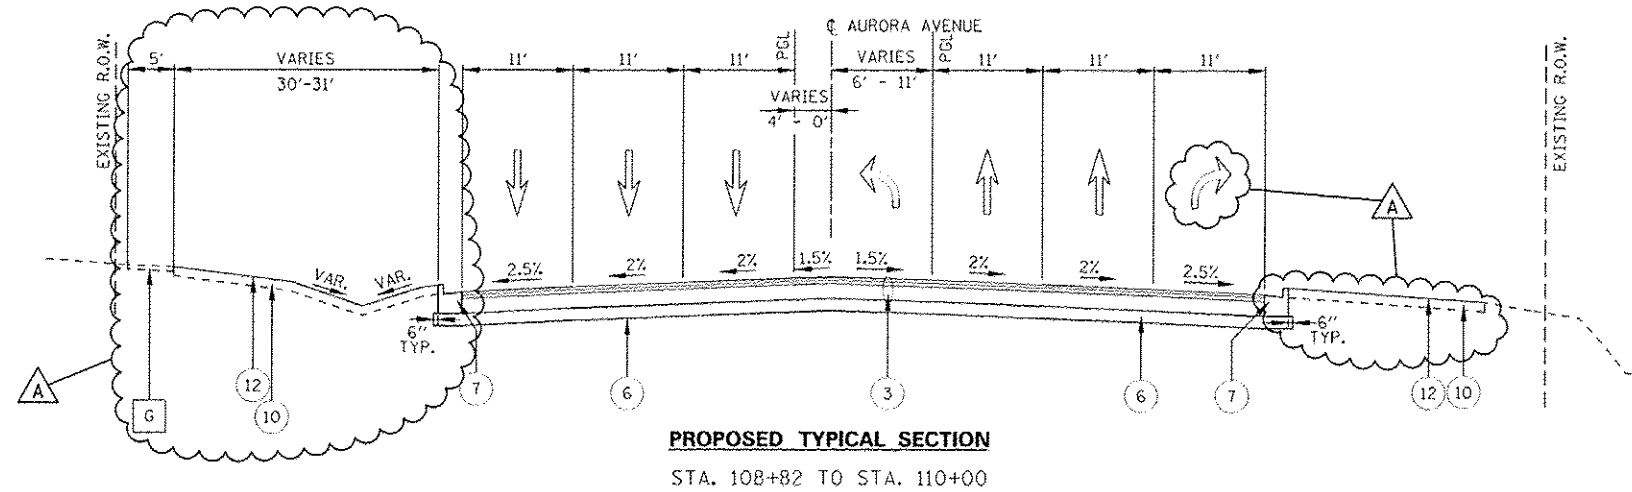 ℄ AURORA AVENUE
EXISTING R.O.W.
5'
VARIES
30'-31'
11'
11'
11'
PGL
VARIES
6' - 11'
PGL
11'
11'
11'
EXISTING R.O.W.
VARIES
4' - 0'
A
VAR.
VAR.
2.5%
2%
2%
1.5%
1.5%
2%
2%
2.5%
6"
TYP.
6"
TYP.
A
G
12
10
7
6
3
6
7
12
10
PROPOSED TYPICAL SECTION
STA. 108+82 TO STA. 110+00